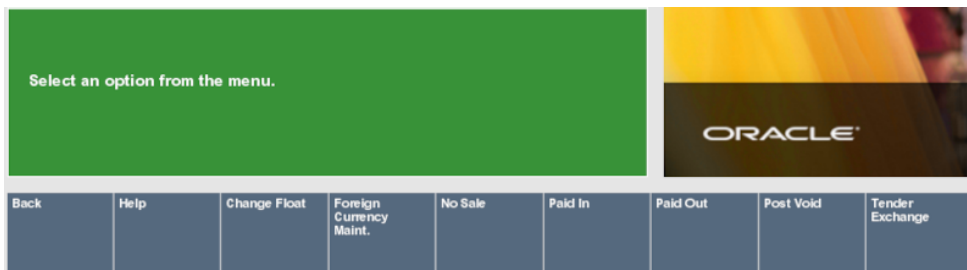 Select an option from the menu.
ORACLE
Back
Help
Change Float
Foreign
Currency
Maint.
No Sale
Paid In
Paid Out
Post Void
Tender
Exchange